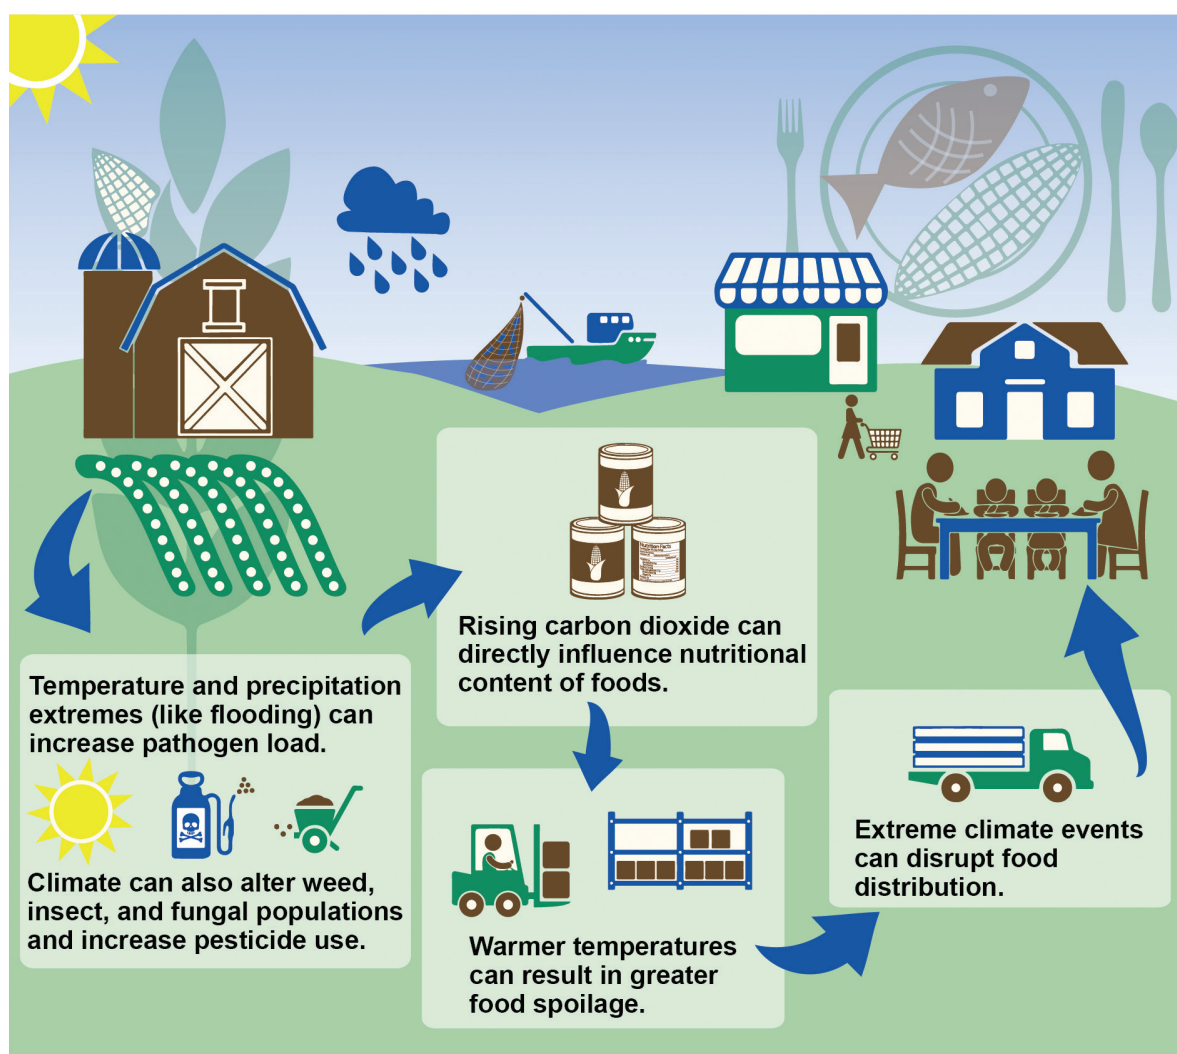 Temperature and precipitation
extremes (like flooding) can
increase pathogen load.
Climate can also alter weed,
insect, and fungal populations
and increase pesticide use.
Nutrition Facts
Rising carbon dioxide can
directly influence nutritional
content of foods.
Warmer temperatures
can result in greater
food spoilage.
Extreme climate events
can disrupt food
distribution.